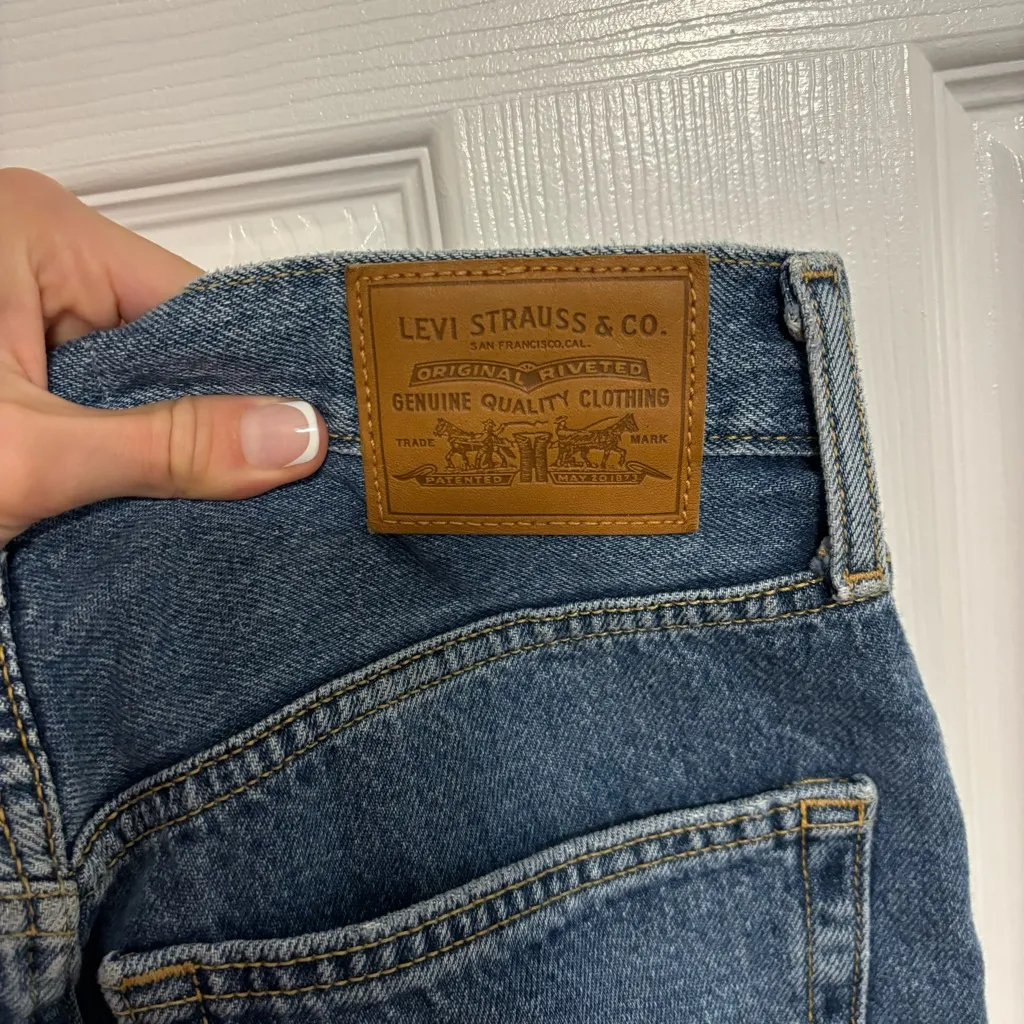 LEVI STRAUSS & CO.
SAN FRANCISCO, CAL.
ORIGINAL RIVETED
GENUINE QUALITY CLOTHING
TRADE MARK
PATENTED MAY 20 1873